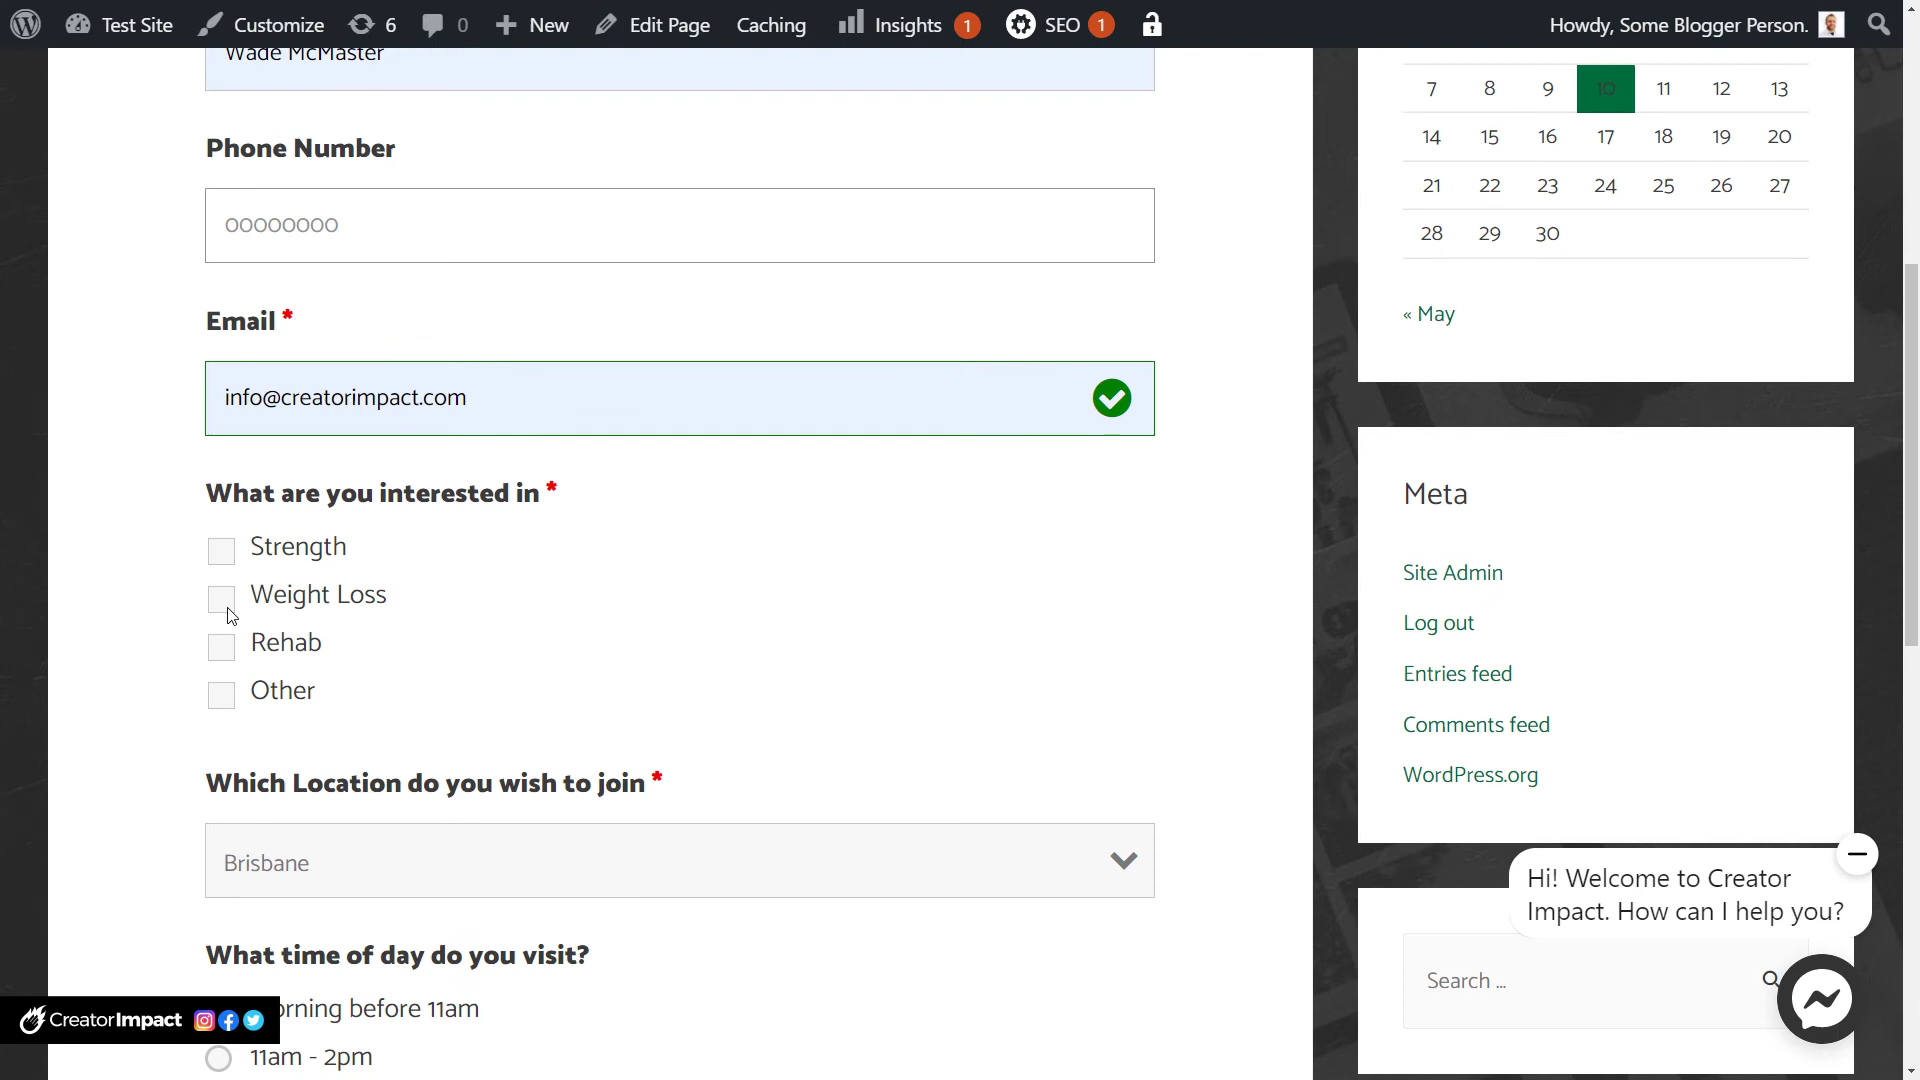 Test Site Customize 6 0 New Edit Page Caching Insights 1 SEO 1 Howdy, Some Blogger Person.
Wade McMaster
Phone Number
00000000
Email *
info@creatorimpact.com
What are you interested in *
Strength
Weight Loss
Rehab
Other
Which Location do you wish to join *
Brisbane
What time of day do you visit?
orning before 11am
11am - 2pm
CreatorImpact
7 8 9 10 11 12 13
14 15 16 17 18 19 20
21 22 23 24 25 26 27
28 29 30
« May
Meta
Site Admin
Log out
Entries feed
Comments feed
WordPress.org
Hi! Welcome to Creator
Impact. How can I help you?
Search ...